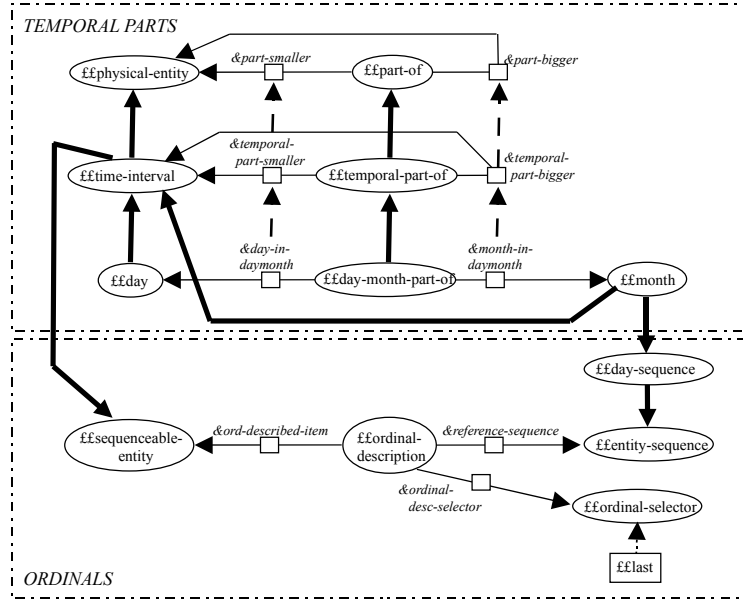 TEMPORAL PARTS
&part-smaller
&part-bigger
££physical-entity
££part-of
&temporal-
part-smaller
&temporal-
part-bigger
££time-interval
££temporal-part-of
&day-in-
daymonth
&month-in-
daymonth
££day
££day-month-part-of
££month
££day-sequence
&ord-described-item
&reference-sequence
££sequenceable-
entity
££ordinal-
description
££entity-sequence
&ordinal-
desc-selector
££ordinal-selector
££last
ORDINALS